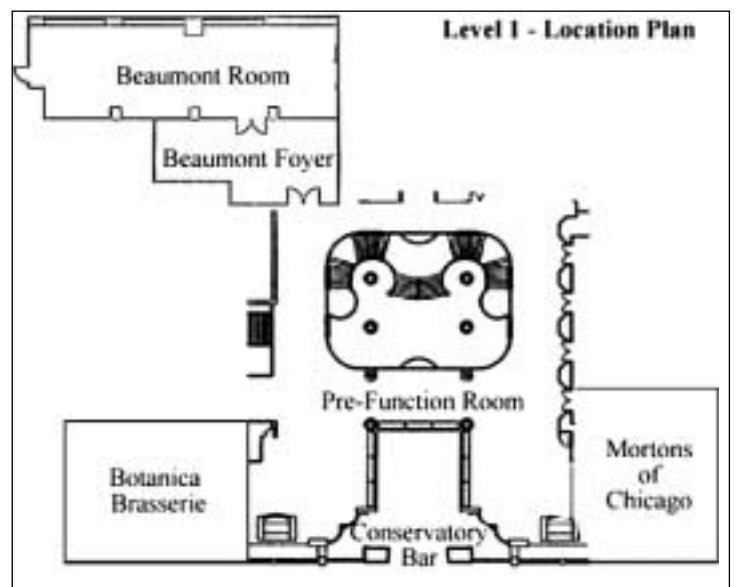 Level 1 - Location Plan
Beaumont Room
Beaumont Foyer
Pre-Function Room
Botanica
Brasserie
Mortons
of
Chicago
Conservatory
Bar